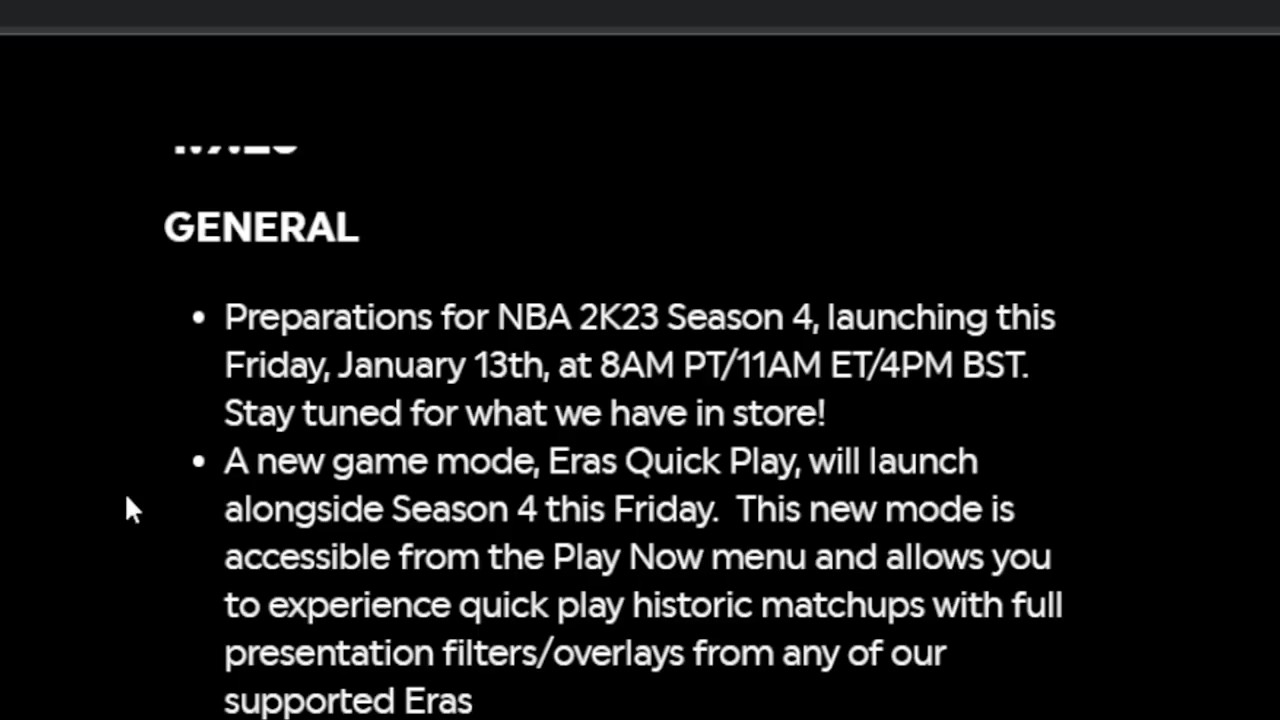 GENERAL
• Preparations for NBA 2K23 Season 4, launching this
Friday, January 13th, at 8AM PT/11AM ET/4PM BST.
Stay tuned for what we have in store!
• A new game mode, Eras Quick Play, will launch
alongside Season 4 this Friday.  This new mode is
accessible from the Play Now menu and allows you
to experience quick play historic matchups with full
presentation filters/overlays from any of our
supported Eras